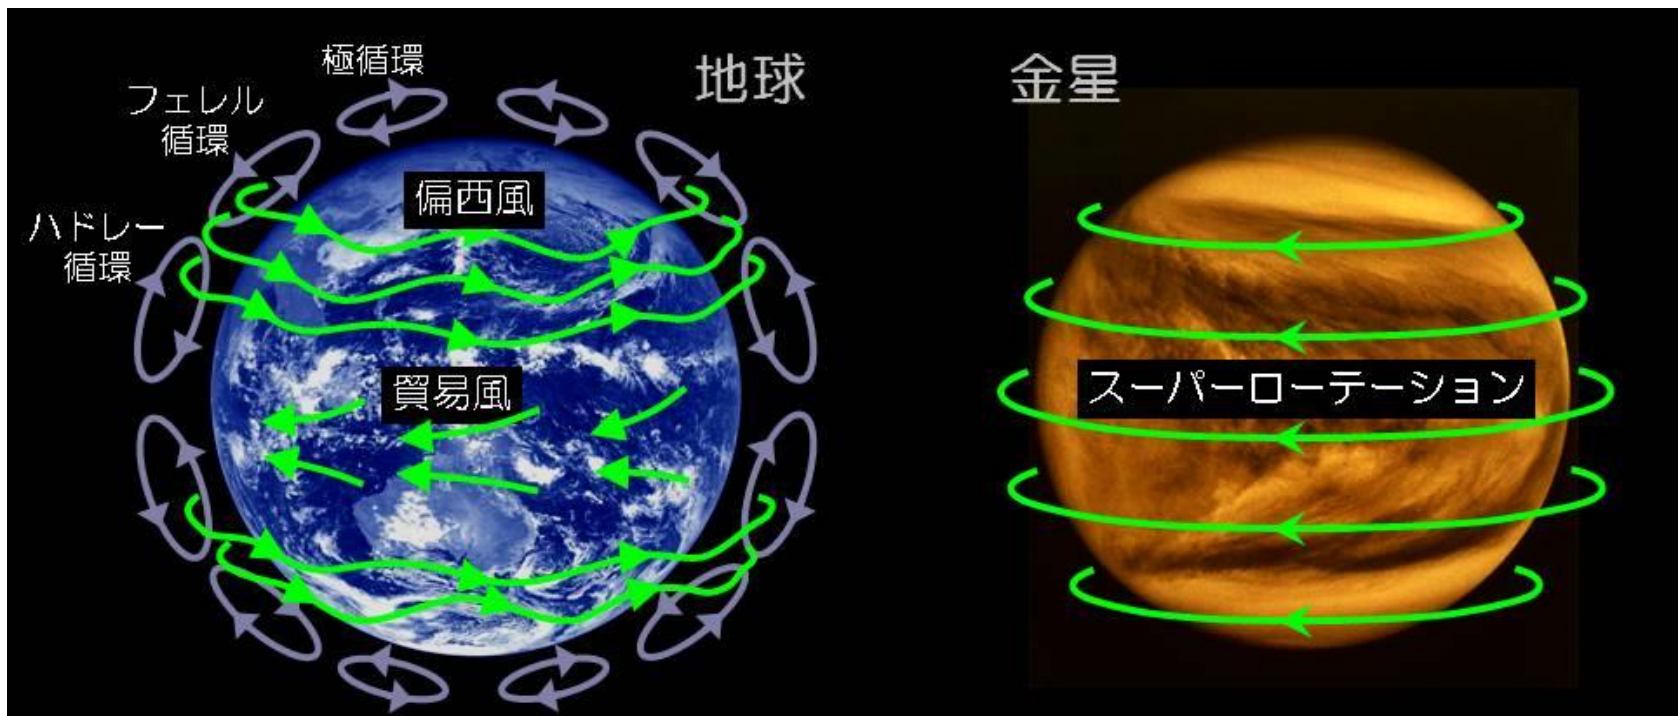 極循環
地球
金星
フェレル
循環
偏西風
ハドレー
循環
貿易風
スーパーローテーション